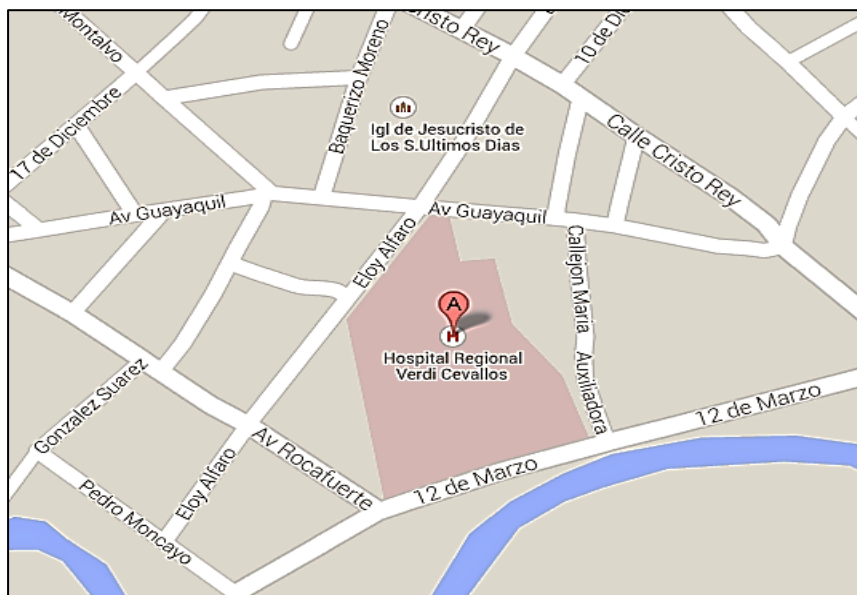 Montalvo
Cristo Rey
10 de Di
17 de Diciembre
Baquerizo Moreno
Igl de Jesucristo de
Los S.Ultimos Dias
Calle Cristo Rey
Av Guayaquil
Av Guayaquil
Eloy Alfaro
Callejon Maria Auxiliadora
A
H
Hospital Regional
Verdi Cevallos
Gonzalez Suarez
Av Rocafuerte
12 de Marzo
12 de Marzo
Eloy Alfaro
Pedro Moncayo